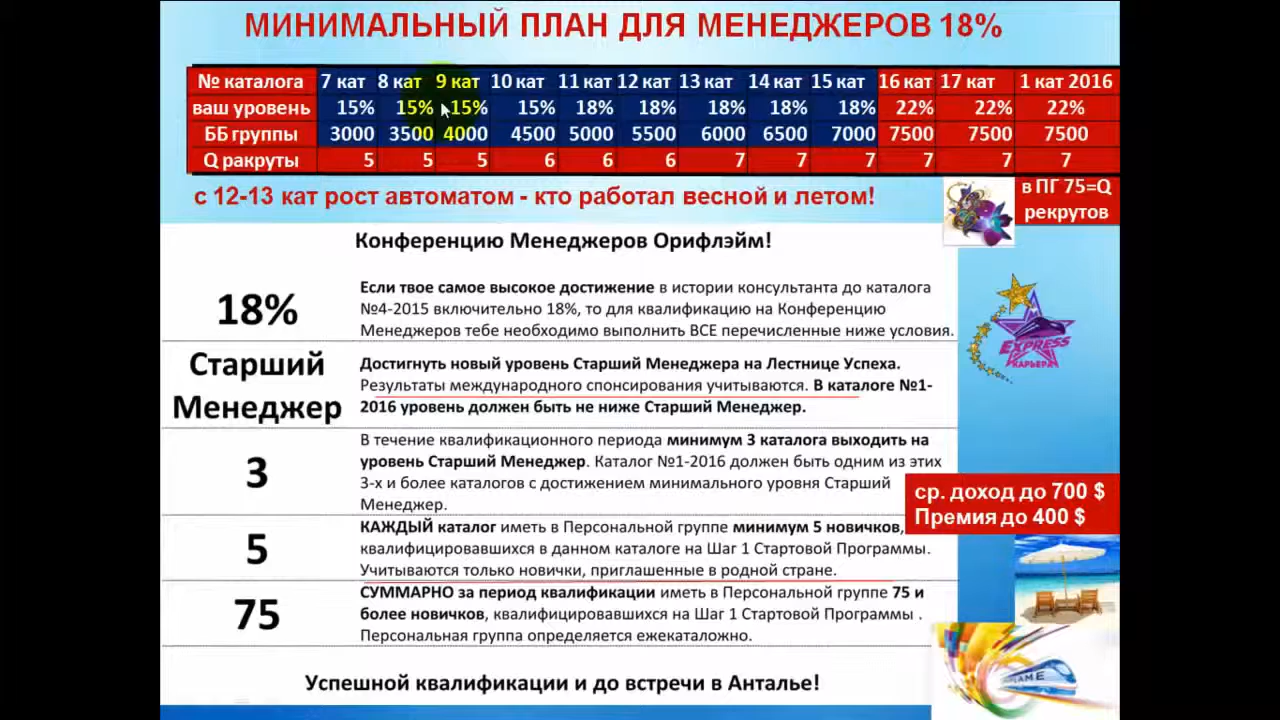 МИНИМАЛЬНЫЙ ПЛАН ДЛЯ МЕНЕДЖЕРОВ 18%
№ каталога 7 кат 8 кат 9 кат 10 кат 11 кат 12 кат 13 кат 14 кат 15 кат 16 кат 17 кат 1 кат 2016
ваш уровень 15% 15% 15% 15% 18% 18% 18% 18% 18% 22% 22% 22%
ББ группы 3000 3500 4000 4500 5000 5500 6000 6500 7000 7500 7500 7500
Q ракруты 5 5 5 6 6 6 7 7 7 7 7 7
с 12-13 кат рост автоматом - кто работал весной и летом!
в ПГ 75=Q
рекрутов
Конференцию Менеджеров Орифлэйм!
18%
Если твое самое высокое достижение в истории консультанта до каталога
№4-2015 включительно 18%, то для квалификацию на Конференцию
Менеджеров тебе необходимо выполнить ВСЕ перечисленные ниже условия.
Старший
Менеджер
Достигнуть новый уровень Старший Менеджера на Лестнице Успеха.
Результаты международного спонсирования учитываются. В каталоге №1-
2016 уровень должен быть не ниже Старший Менеджер.
EXPRESS
КАРЬЕРА
3
В течение квалификационного периода минимум 3 каталога выходить на
уровень Старший Менеджер. Каталог №1-2016 должен быть одним из этих
3-х и более каталогов с достижением минимального уровня Старший
Менеджер.
ср. доход до 700 $
Премия до 400 $
5
КАЖДЫЙ каталог иметь в Персональной группе минимум 5 новичков,
квалифицировавшихся в данном каталоге на Шаг 1 Стартовой Программы.
Учитываются только новички, приглашенные в родной стране.
75
СУММАРНО за период квалификации иметь в Персональной группе 75 и
более новичков, квалифицировавшихся на Шаг 1 Стартовой Программы .
Персональная группа определяется ежекаталожно.
Успешной квалификации и до встречи в Анталье!